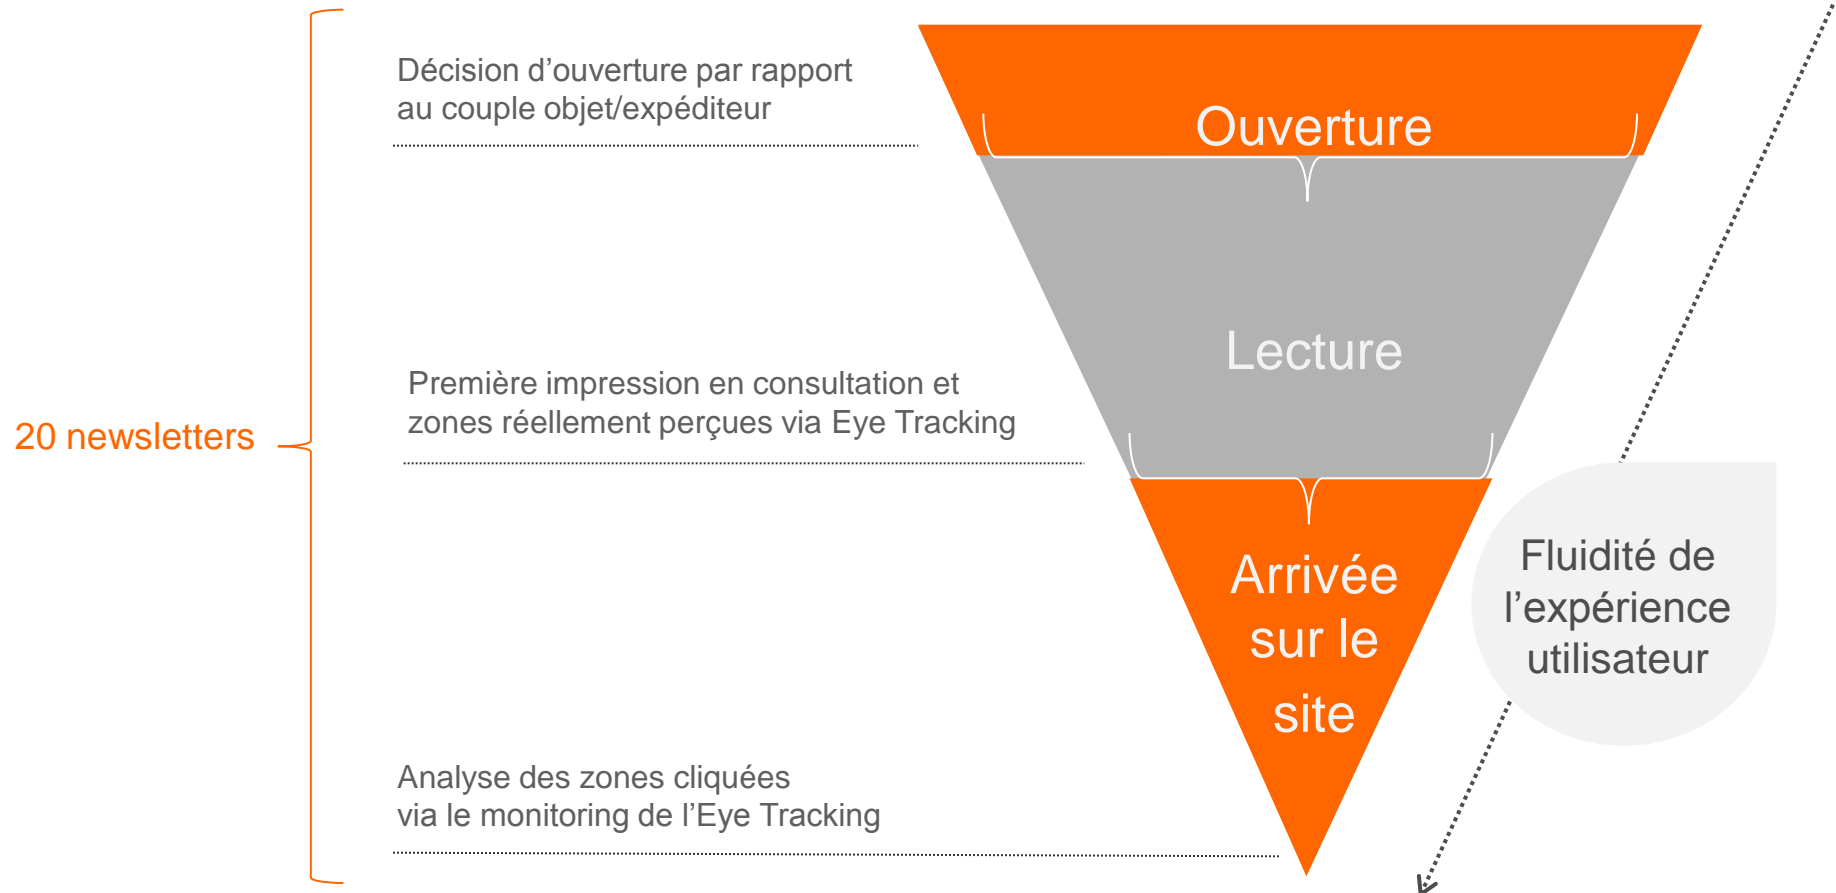 Décision d’ouverture par rapport
au couple objet/expéditeur
Ouverture
Lecture
Première impression en consultation et
zones réellement perçues via Eye Tracking
20 newsletters
Arrivée
sur le
site
Fluidité de
l’expérience
utilisateur
Analyse des zones cliquées
via le monitoring de l’Eye Tracking